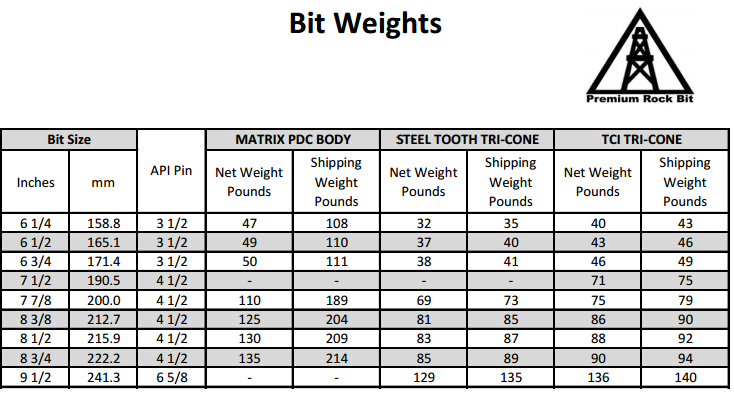 Bit Weights
Premium Rock Bit
Bit Size API Pin MATRIX PDC BODY STEEL TOOTH TRI-CONE TCI TRI-CONE
Inches mm Net Weight Pounds Shipping Weight Pounds Net Weight Pounds Shipping Weight Pounds Net Weight Pounds Shipping Weight Pounds
6 1/4 158.8 3 1/2 47 108 32 35 40 43
6 1/2 165.1 3 1/2 49 110 37 40 43 46
6 3/4 171.4 3 1/2 50 111 38 41 46 49
7 1/2 190.5 4 1/2 - - - - 71 75
7 7/8 200.0 4 1/2 110 189 69 73 75 79
8 3/8 212.7 4 1/2 125 204 81 85 86 90
8 1/2 215.9 4 1/2 130 209 83 87 88 92
8 3/4 222.2 4 1/2 135 214 85 89 90 94
9 1/2 241.3 6 5/8 - - 129 135 136 140